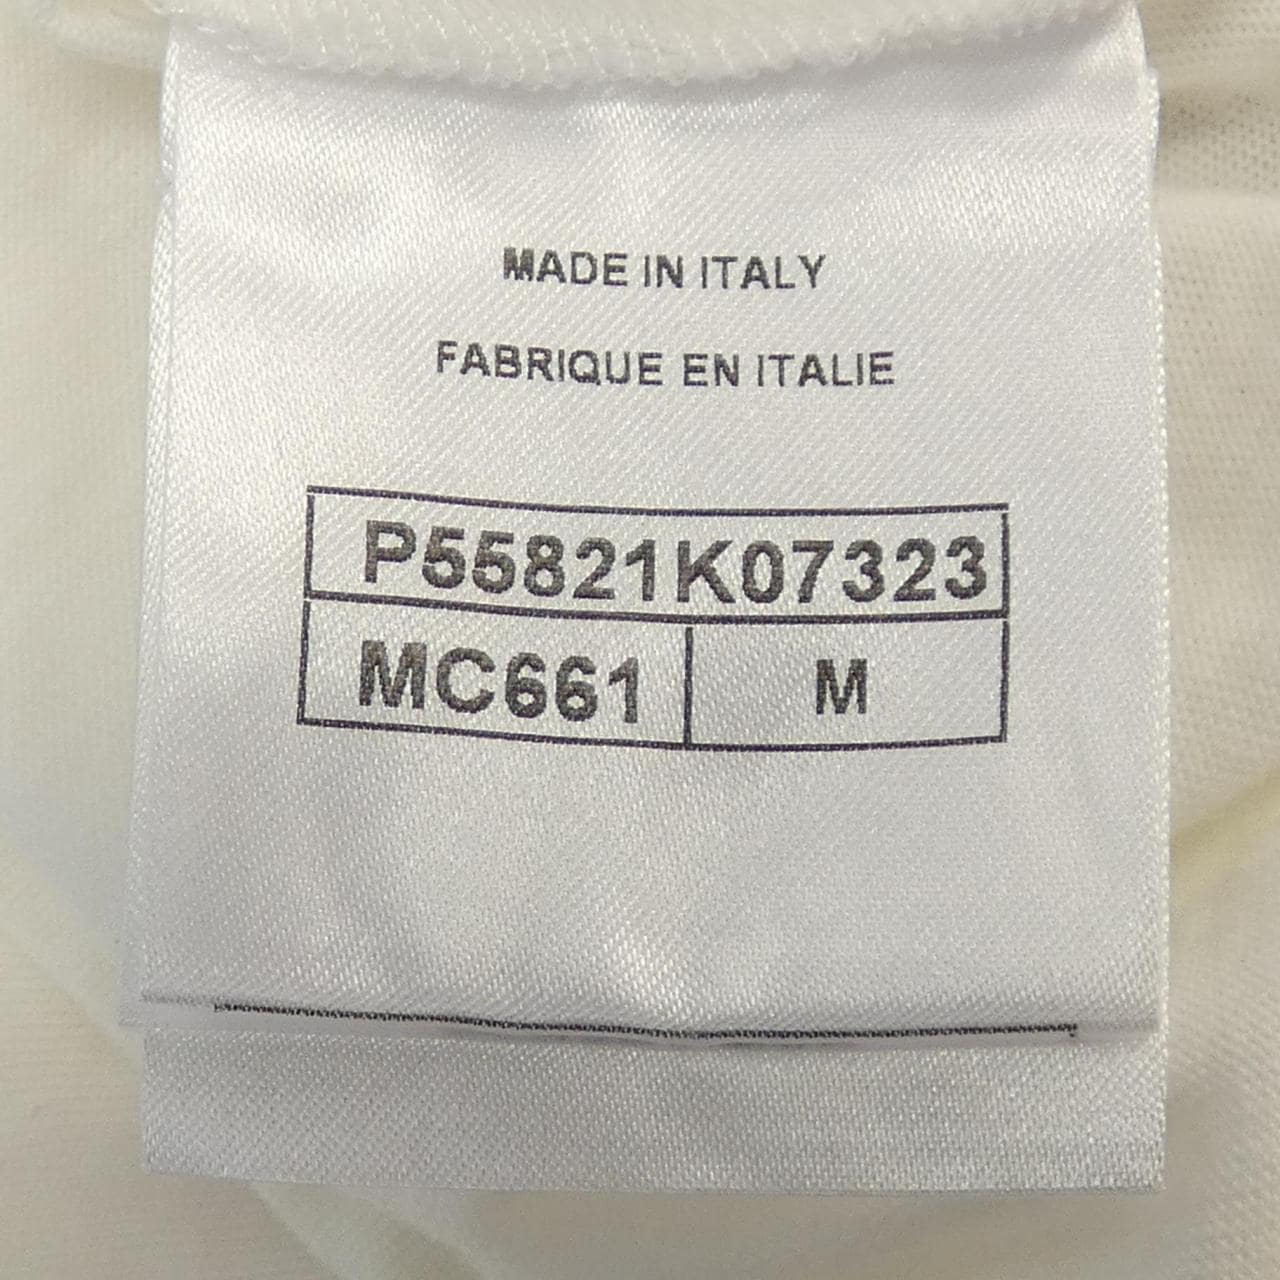 MADE IN ITALY
FABRIQUE EN ITALIE
P55821K07323
MC661 M